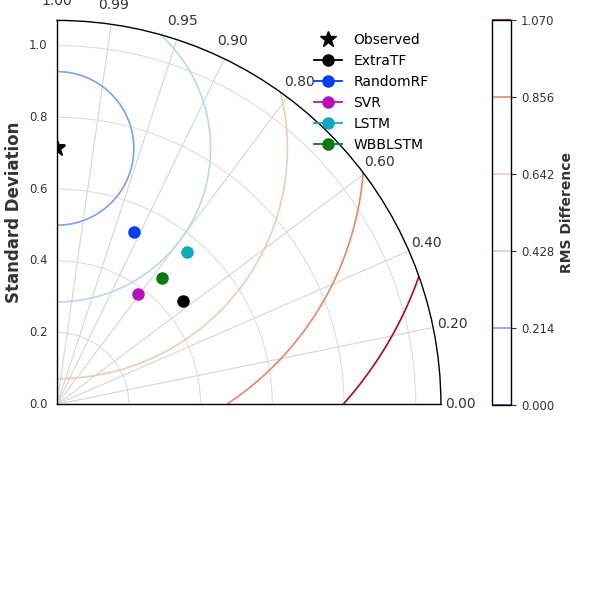 1.00
0.99
0.95
0.90
0.80
0.60
0.40
0.20
0.00
1.0
0.8
0.6
0.4
0.2
0.0
Standard Deviation
Observed
ExtraTF
RandomRF
SVR
LSTM
WBBLSTM
1.070
0.856
0.642
0.428
0.214
0.000
RMS Difference